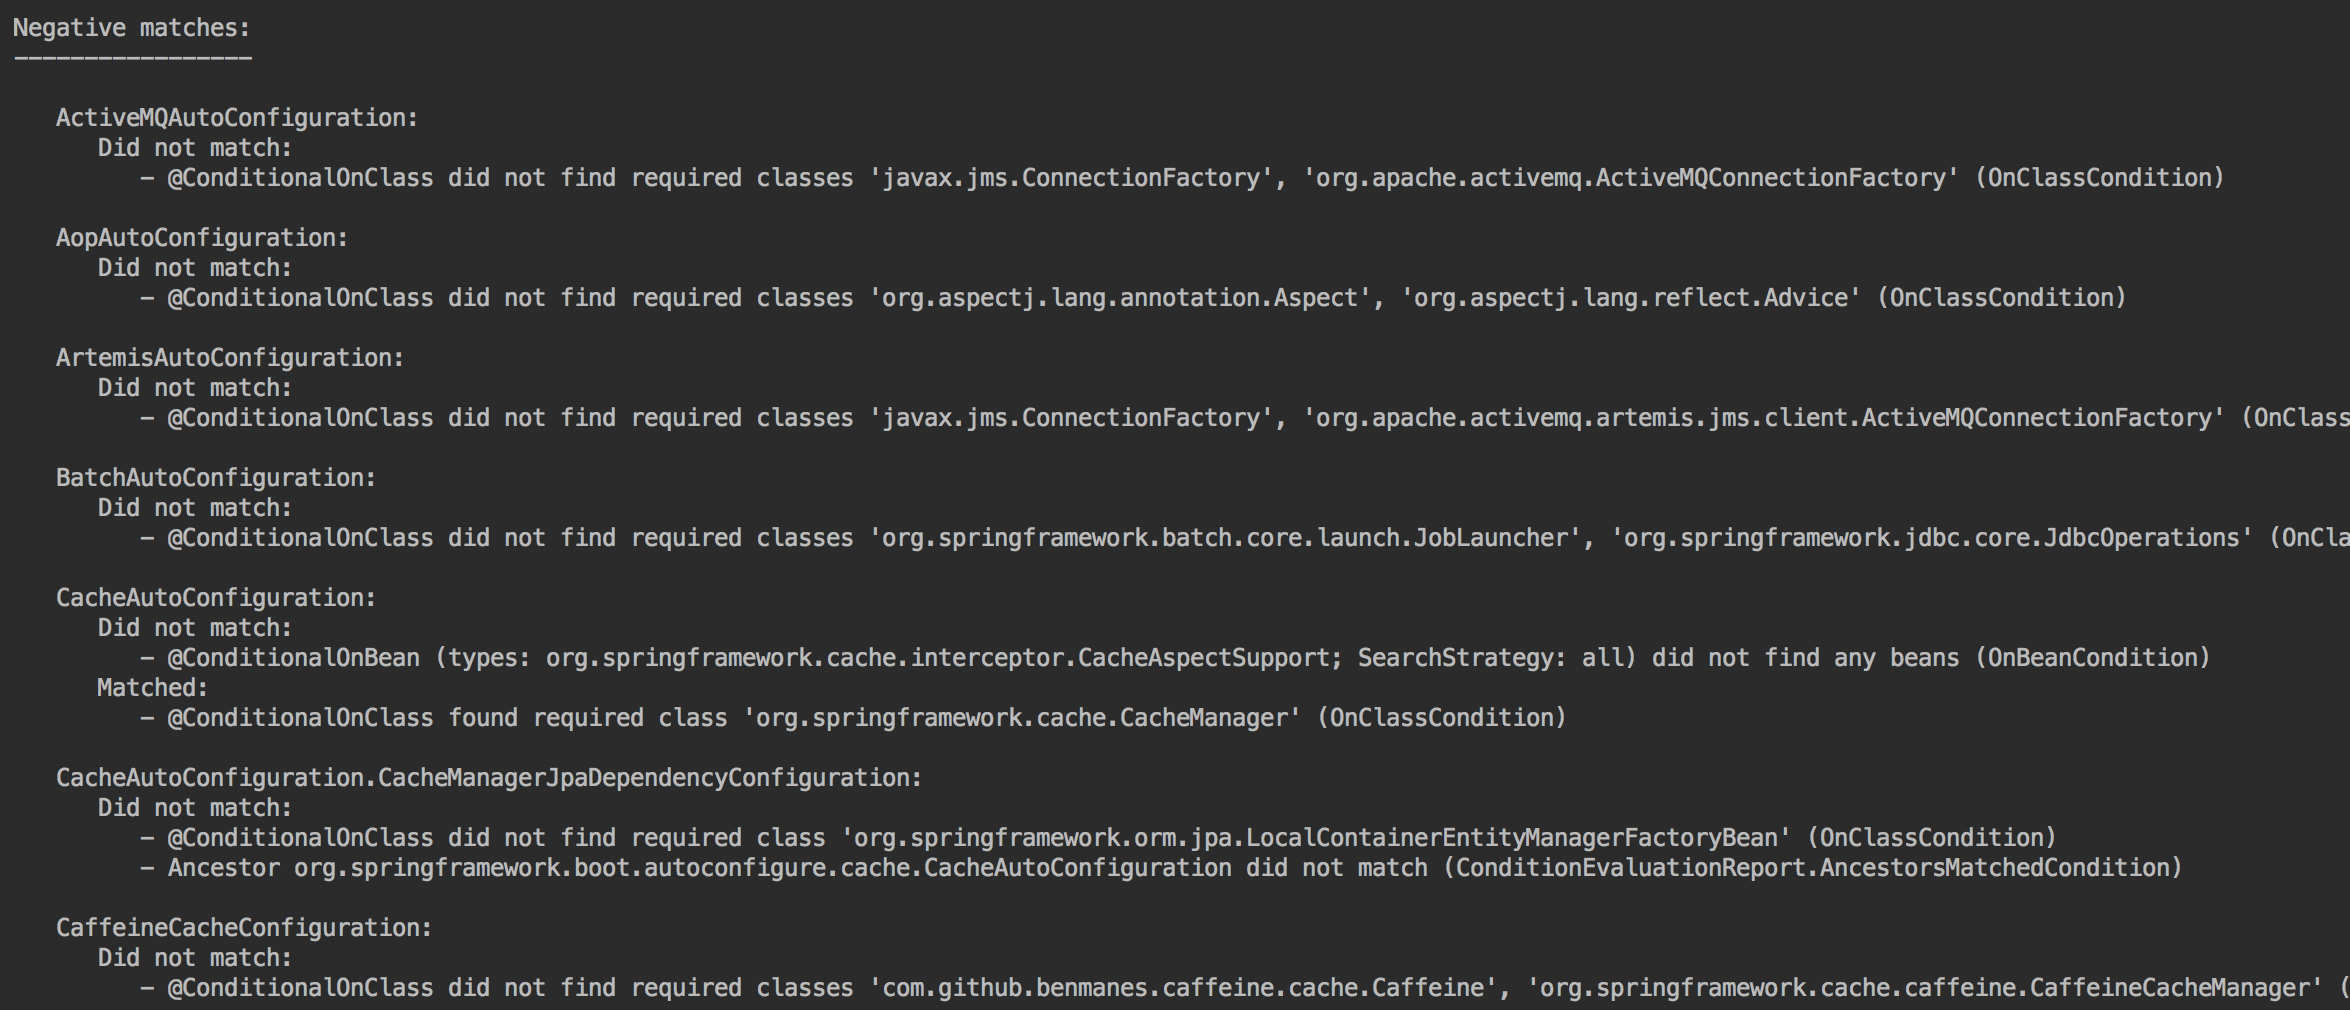 Negative matches:
-----------------
ActiveMQAutoConfiguration:
Did not match:
- @ConditionalOnClass did not find required classes 'javax.jms.ConnectionFactory', 'org.apache.activemq.ActiveMQConnectionFactory' (OnClassCondition)
AopAutoConfiguration:
Did not match:
- @ConditionalOnClass did not find required classes 'org.aspectj.lang.annotation.Aspect', 'org.aspectj.lang.reflect.Advice' (OnClassCondition)
ArtemisAutoConfiguration:
Did not match:
- @ConditionalOnClass did not find required classes 'javax.jms.ConnectionFactory', 'org.apache.activemq.artemis.jms.client.ActiveMQConnectionFactory' (OnClass
BatchAutoConfiguration:
Did not match:
- @ConditionalOnClass did not find required classes 'org.springframework.batch.core.launch.JobLauncher', 'org.springframework.jdbc.core.JdbcOperations' (OnCla
CacheAutoConfiguration:
Did not match:
- @ConditionalOnBean (types: org.springframework.cache.interceptor.CacheAspectSupport; SearchStrategy: all) did not find any beans (OnBeanCondition)
Matched:
- @ConditionalOnClass found required class 'org.springframework.cache.CacheManager' (OnClassCondition)
CacheAutoConfiguration.CacheManagerJpaDependencyConfiguration:
Did not match:
- @ConditionalOnClass did not find required class 'org.springframework.orm.jpa.LocalContainerEntityManagerFactoryBean' (OnClassCondition)
- Ancestor org.springframework.boot.autoconfigure.cache.CacheAutoConfiguration did not match (ConditionEvaluationReport.AncestorsMatchedCondition)
CaffeineCacheConfiguration:
Did not match:
- @ConditionalOnClass did not find required classes 'com.github.benmanes.caffeine.cache.Caffeine', 'org.springframework.cache.caffeine.CaffeineCacheManager' (